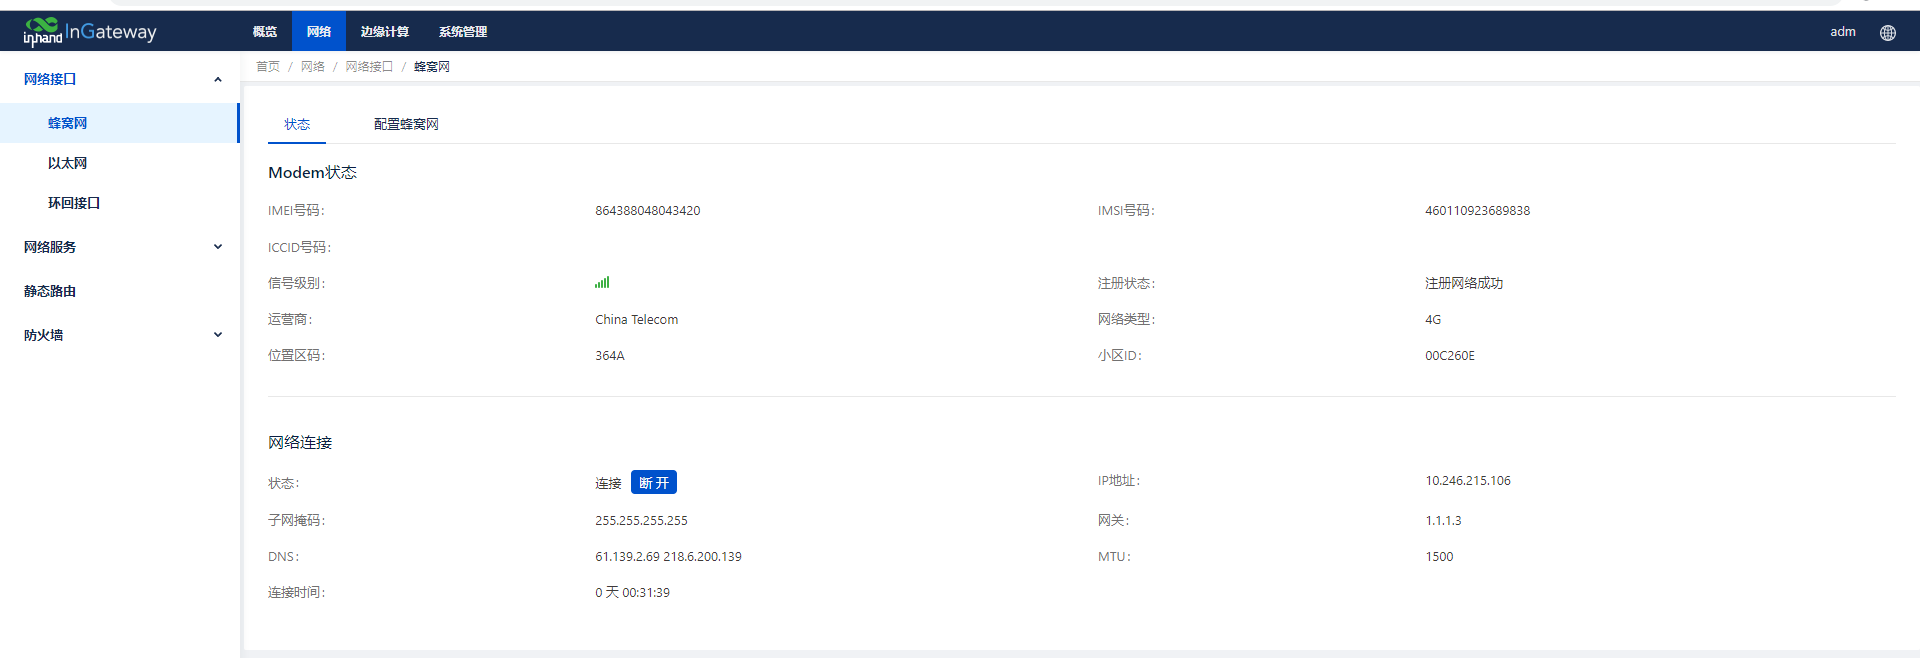 inhand InGateway 概览 网络 边缘计算 系统管理 adm
首页 / 网络 / 网络接口 / 蜂窝网
网络接口
蜂窝网
以太网
环回接口
网络服务
静态路由
防火墙
状态 配置蜂窝网
Modem状态
IMEI号码: 864388048043420 IMSI号码: 460110923689838
ICCID号码:
信号级别: 注册状态: 注册网络成功
运营商: China Telecom 网络类型: 4G
位置区码: 364A 小区ID: 00C260E
网络连接
状态: 连接 断开 IP地址: 10.246.215.106
子网掩码: 255.255.255.255 网关: 1.1.1.3
DNS: 61.139.2.69 218.6.200.139 MTU: 1500
连接时间: 0 天 00:31:39